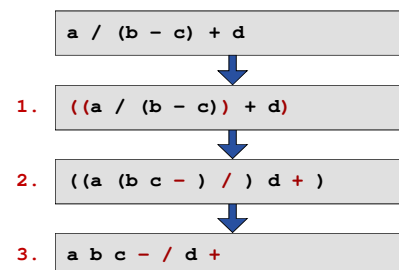 a / (b – c) + d
1. ((a / (b – c)) + d)
2. ((a (b c – ) / ) d + )
3. a b c – / d +